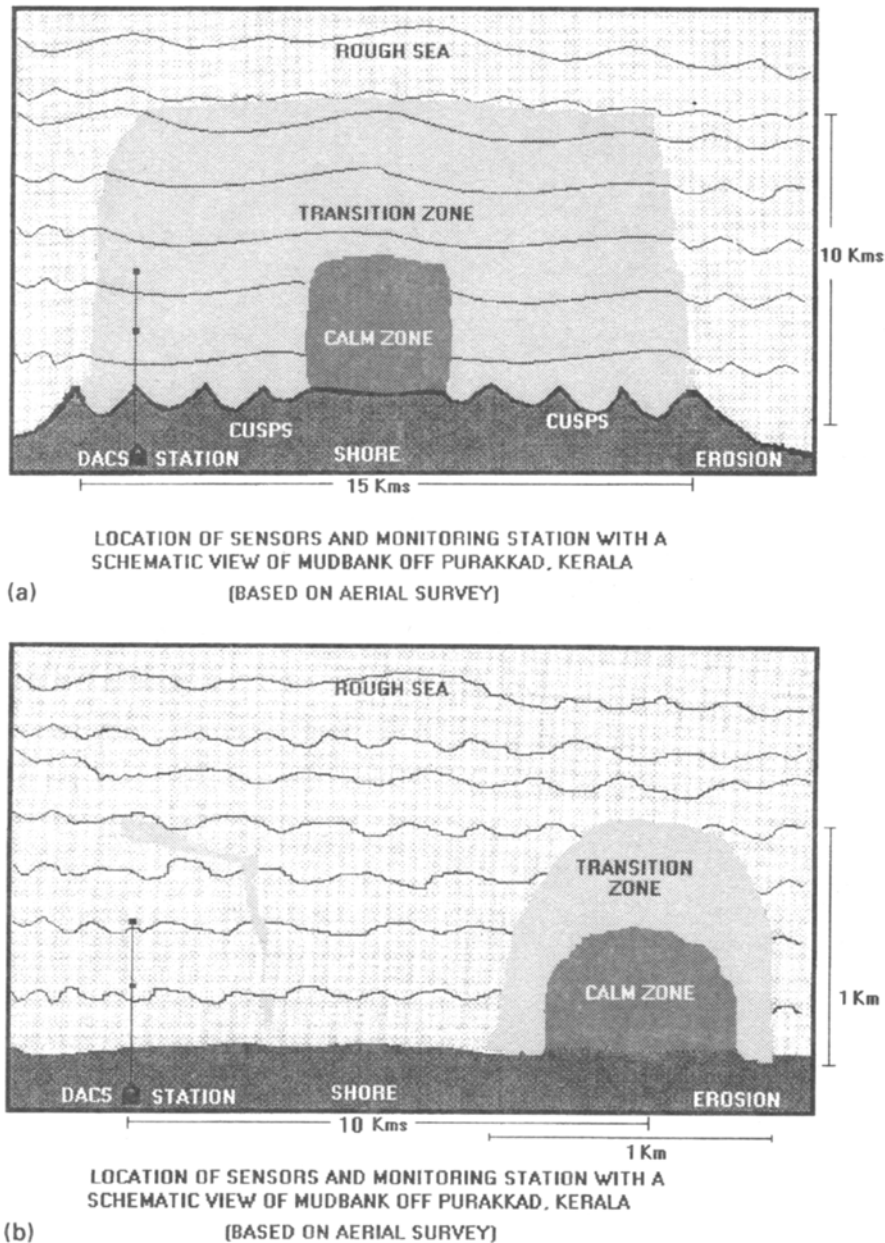 ROUGH SEA
TRANSITION ZONE
10 Kms
CALM ZONE
CUSPS
CUSPS
DACS STATION
SHORE
EROSION
15 Kms
LOCATION OF SENSORS AND MONITORING STATION WITH A
SCHEMATIC VIEW OF MUDBANK OFF PURAKKAD, KERALA
(a) (BASED ON AERIAL SURVEY)
ROUGH SEA
TRANSITION
ZONE
CALM ZONE
1 Km
DACS STATION
SHORE
EROSION
10 Kms
1 Km
LOCATION OF SENSORS AND MONITORING STATION WITH A
SCHEMATIC VIEW OF MUDBANK OFF PURAKKAD, KERALA
(b) (BASED ON AERIAL SURVEY)